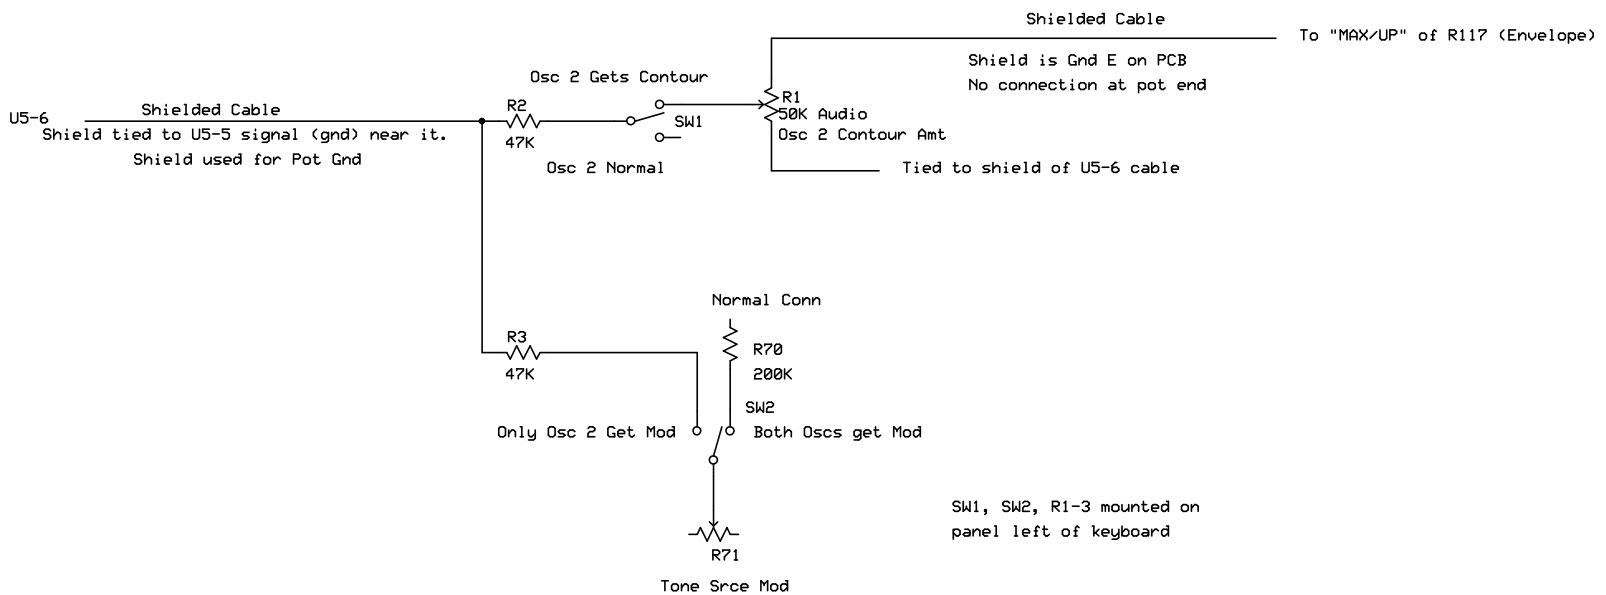 Shielded Cable
To "MAX/UP" of R117 (Envelope)
Shield is Gnd E on PCB
No connection at pot end
Osc 2 Gets Contour
R1
50K Audio
Osc 2 Contour Amt
Shielded Cable
U5-6
Shield tied to U5-5 signal (gnd) near it.
Shield used for Pot Gnd
R2
47K
SW1
Osc 2 Normal
Tied to shield of U5-6 cable
Normal Conn
R3
47K
R70
200K
SW2
Only Osc 2 Get Mod
Both Oscs get Mod
SW1, SW2, R1-3 mounted on
panel left of keyboard
R71
Tone Srce Mod